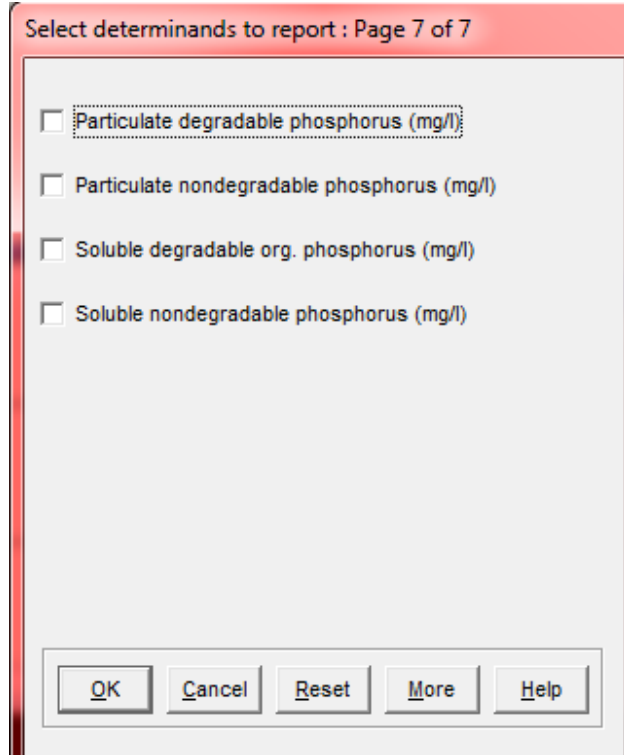 Select determinands to report : Page 7 of 7
Particulate degradable phosphorus (mg/l)
Particulate nondegradable phosphorus (mg/l)
Soluble degradable org. phosphorus (mg/l)
Soluble nondegradable phosphorus (mg/l)
OK Cancel Reset More Help